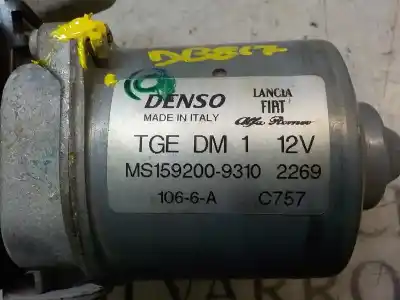 DENSO
MADE IN ITALY
LANCIA
FIAT
Alfa Romeo
TGE DM 1 12V
MS159200-9310 2269
106-6-A C757